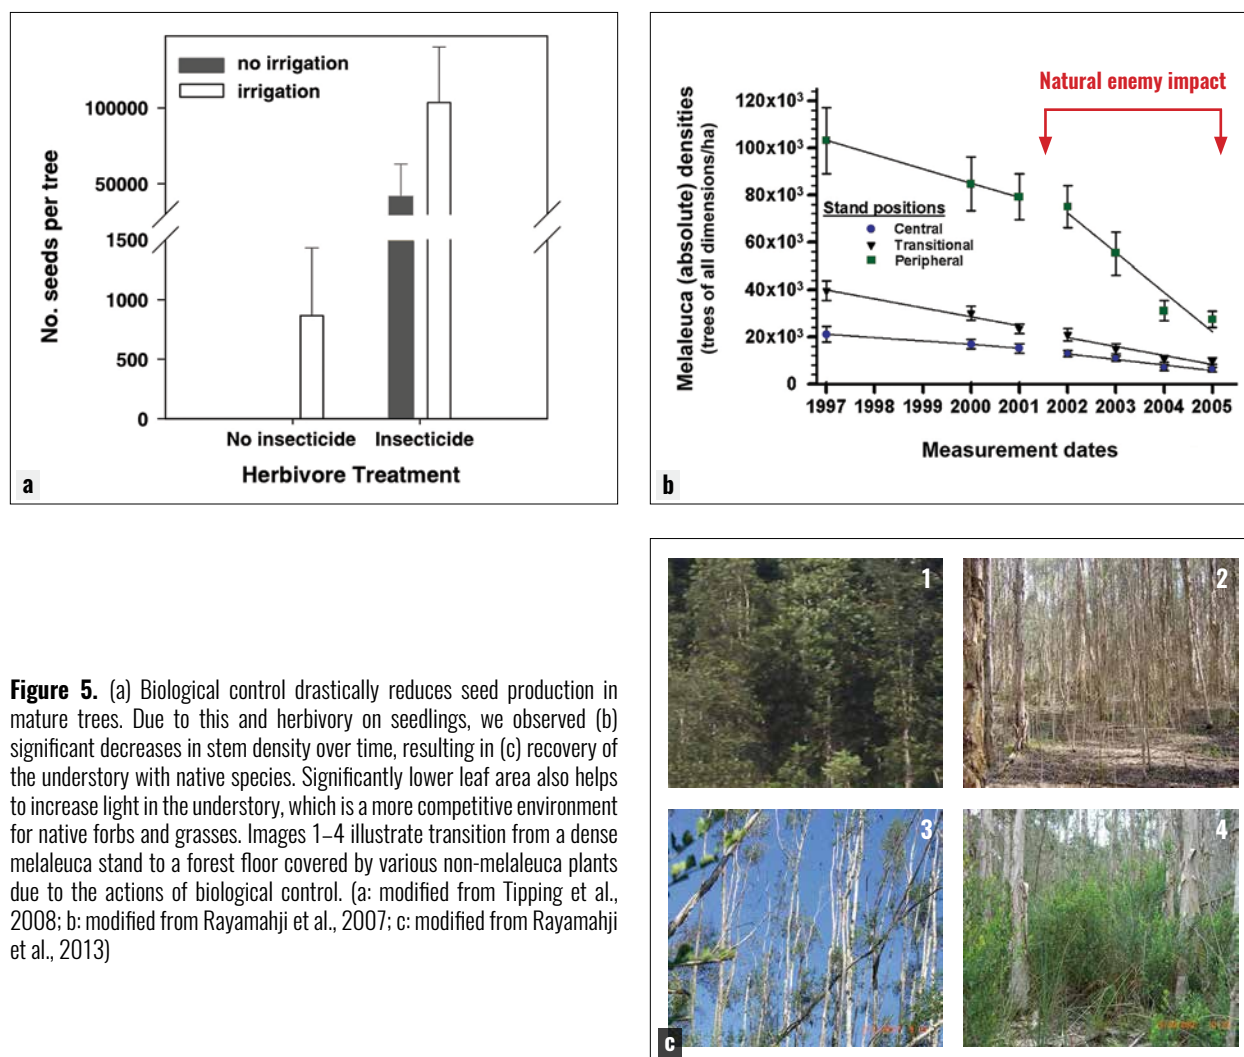 no irrigation
irrigation
100000
50000
1500
1000
500
0
No. seeds per tree
No insecticide
Insecticide
Herbivore Treatment
a
Natural enemy impact
120x10³
100x10³
80x10³
60x10³
40x10³
20x10³
0
Melaleuca (absolute) densities
(trees of all dimensions/ha)
Stand positions
Central
Transitional
Peripheral
1997 1998 1999 2000 2001 2002 2003 2004 2005
Measurement dates
b
1
2
3
4
c
Figure 5. (a) Biological control drastically reduces seed production in
mature trees. Due to this and herbivory on seedlings, we observed (b)
significant decreases in stem density over time, resulting in (c) recovery of
the understory with native species. Significantly lower leaf area also helps
to increase light in the understory, which is a more competitive environment
for native forbs and grasses. Images 1–4 illustrate transition from a dense
melaleuca stand to a forest floor covered by various non-melaleuca plants
due to the actions of biological control. (a: modified from Tipping et al.,
2008; b: modified from Rayamahji et al., 2007; c: modified from Rayamahji
et al., 2013)